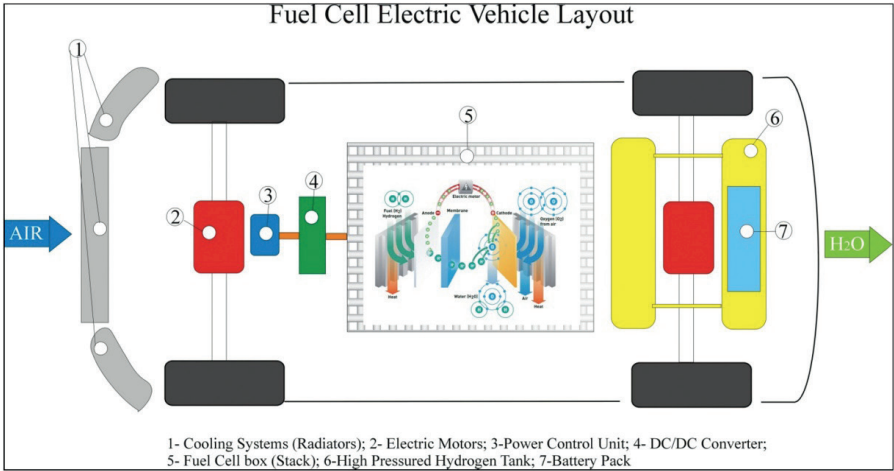 Fuel Cell Electric Vehicle Layout
1
5
6
4
Electric motor
3
Fuel (H2)
Hydrogen
Anode
Membrane
Cathode
Oxygen (O2)
from air
2
7
AIR
H2O
Heat
Water (H2O)
Air
Heat
1- Cooling Systems (Radiators); 2- Electric Motors; 3-Power Control Unit; 4- DC/DC Converter;
5- Fuel Cell box (Stack); 6-High Pressured Hydrogen Tank; 7-Battery Pack